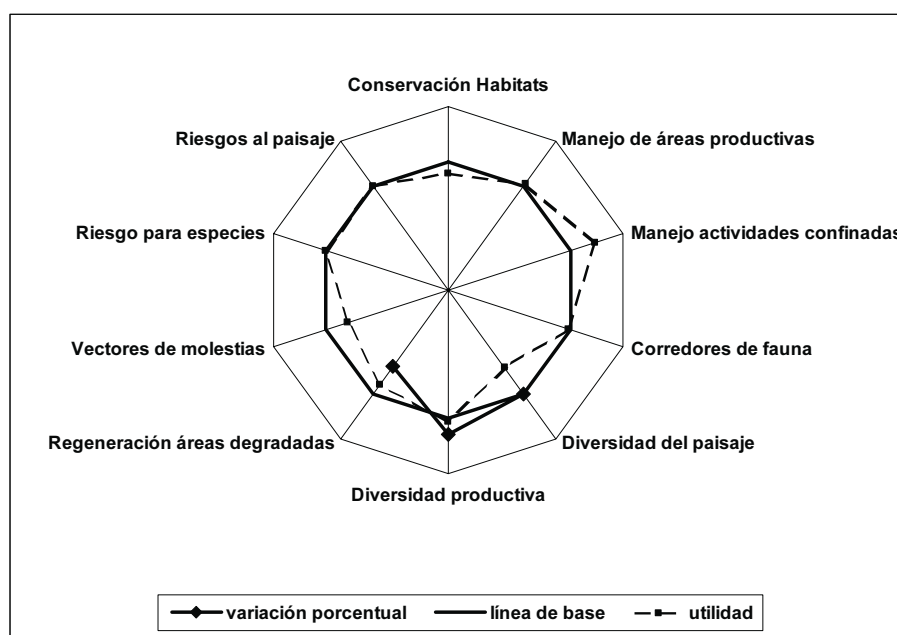 Conservación Habitats
Riesgos al paisaje
Manejo de áreas productivas
Riesgo para especies
Manejo actividades confinadas
Vectores de molestias
Corredores de fauna
Regeneración áreas degradadas
Diversidad del paisaje
Diversidad productiva
variación porcentual línea de base utilidad